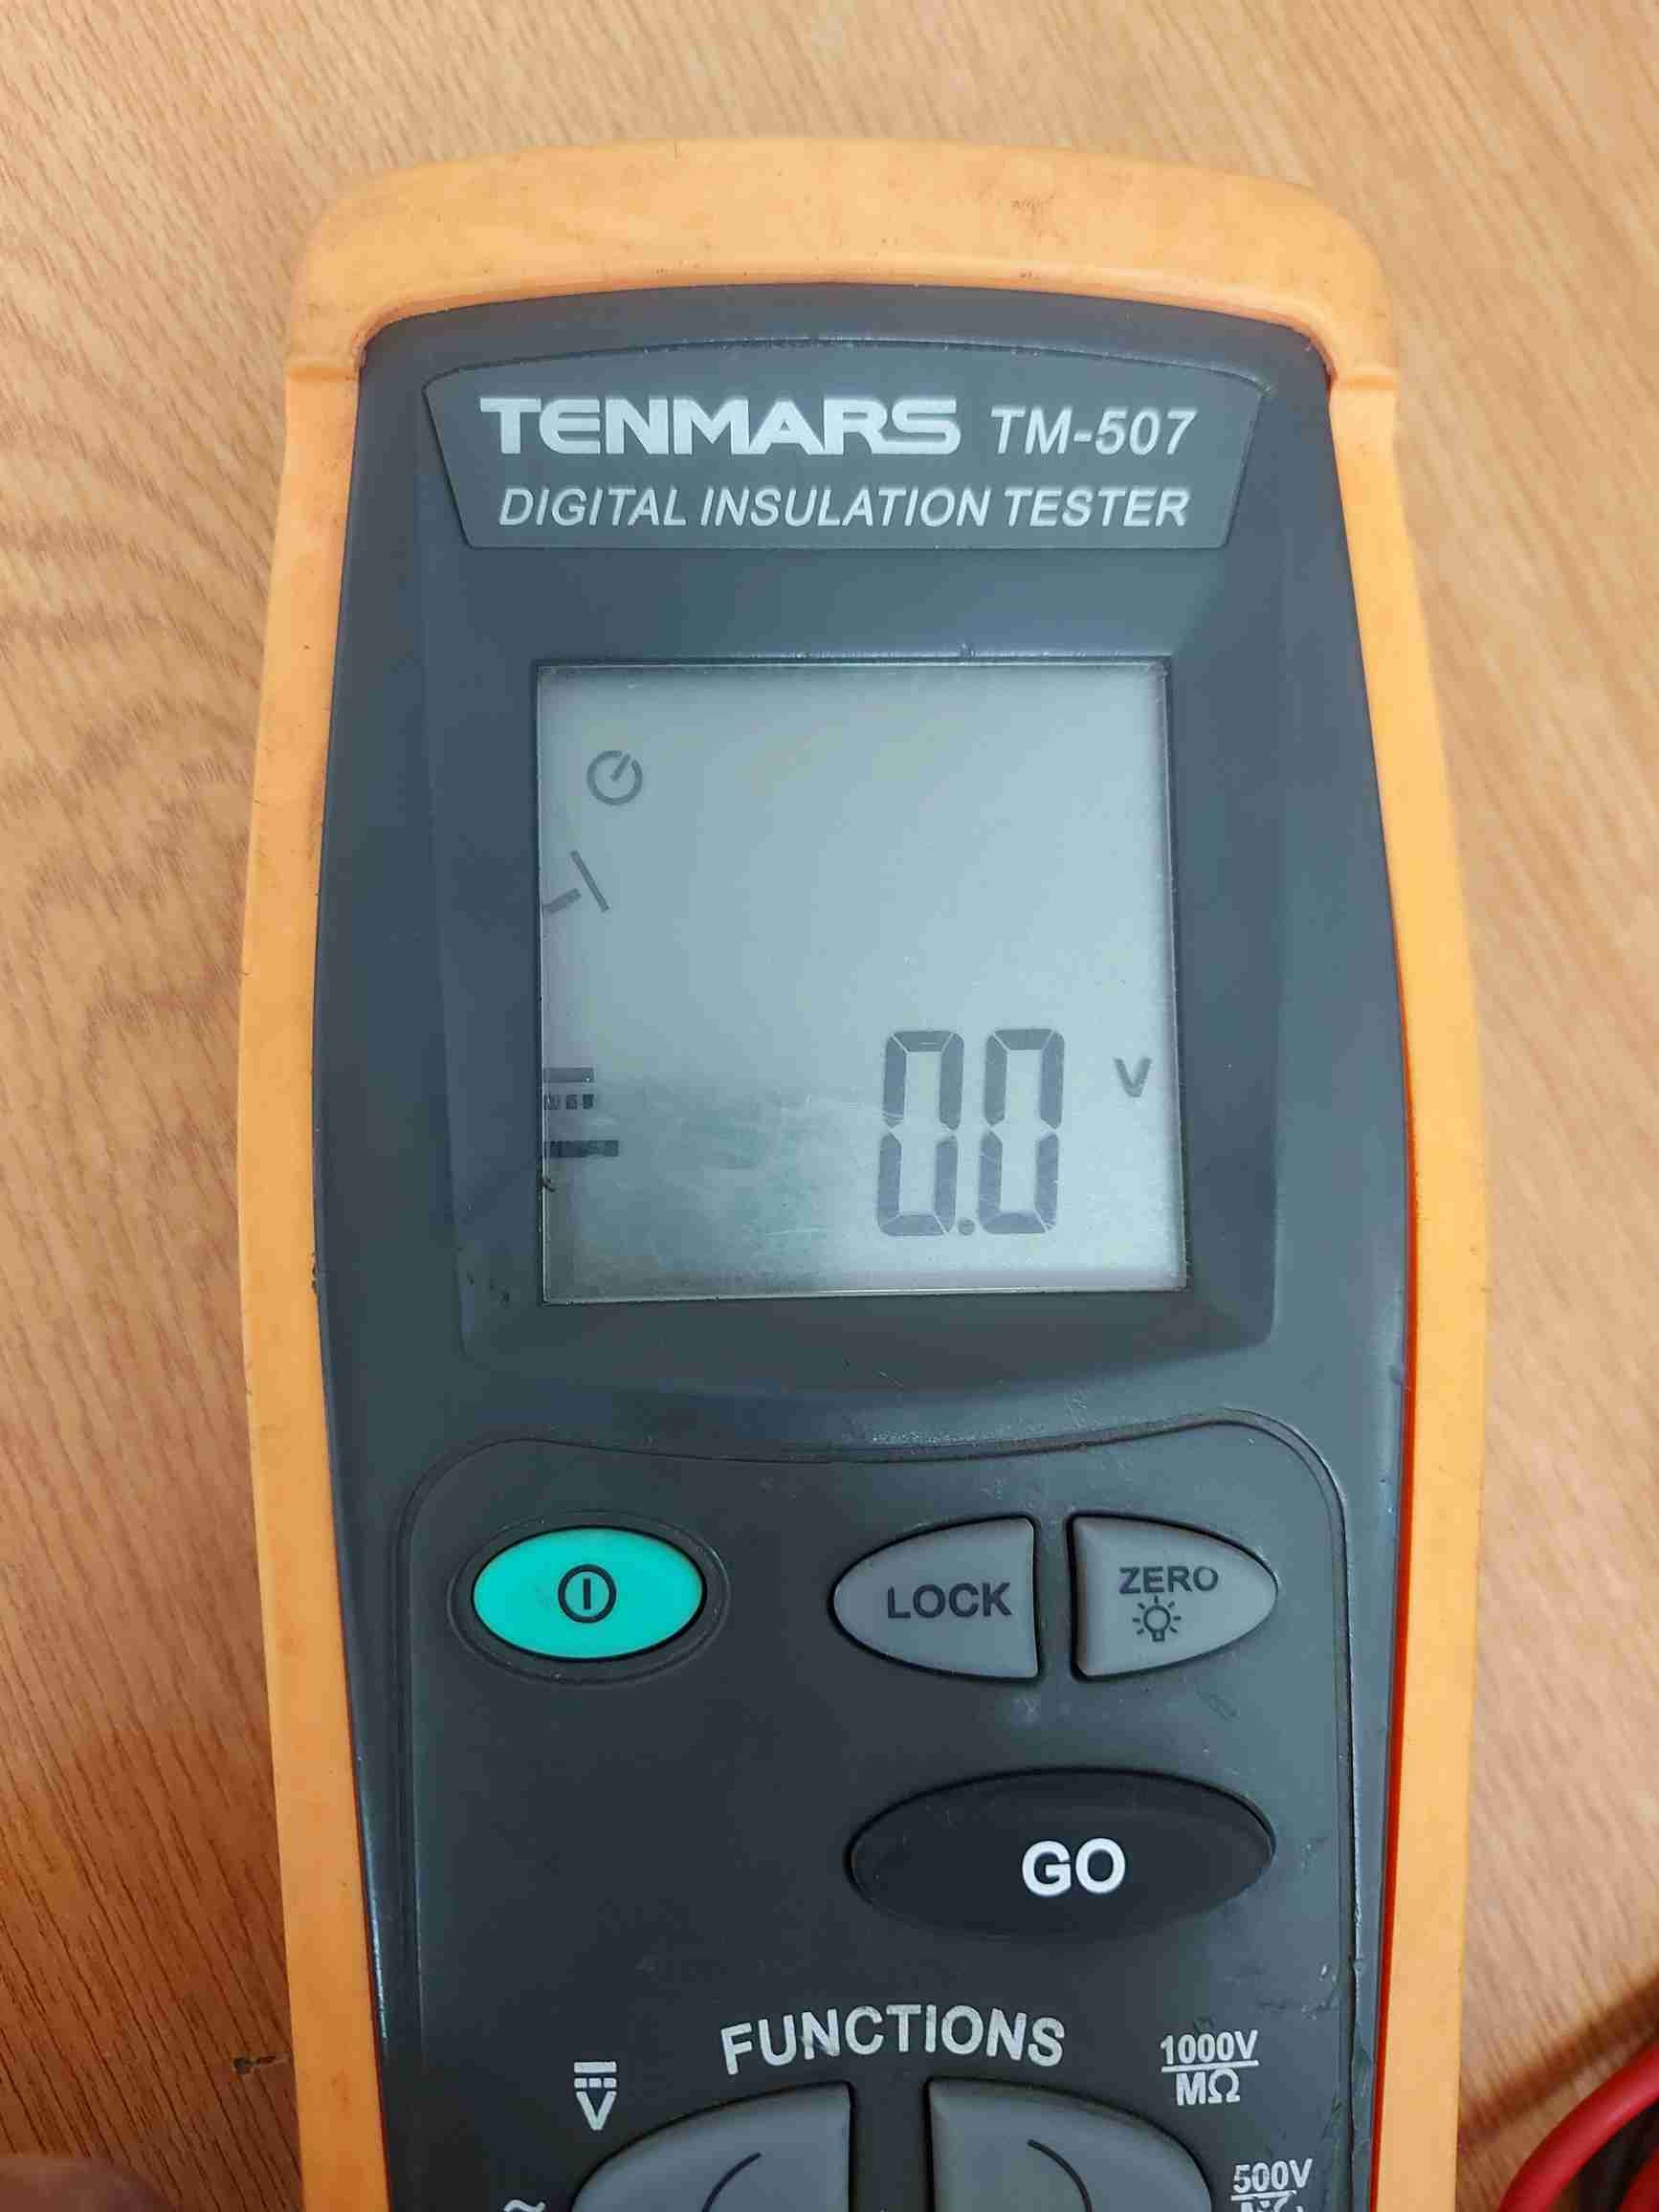 TENMARS TM-507
DIGITAL INSULATION TESTER
0.0 V
LOCK
ZERO
GO
FUNCTIONS
V
1000V
MΩ
500V